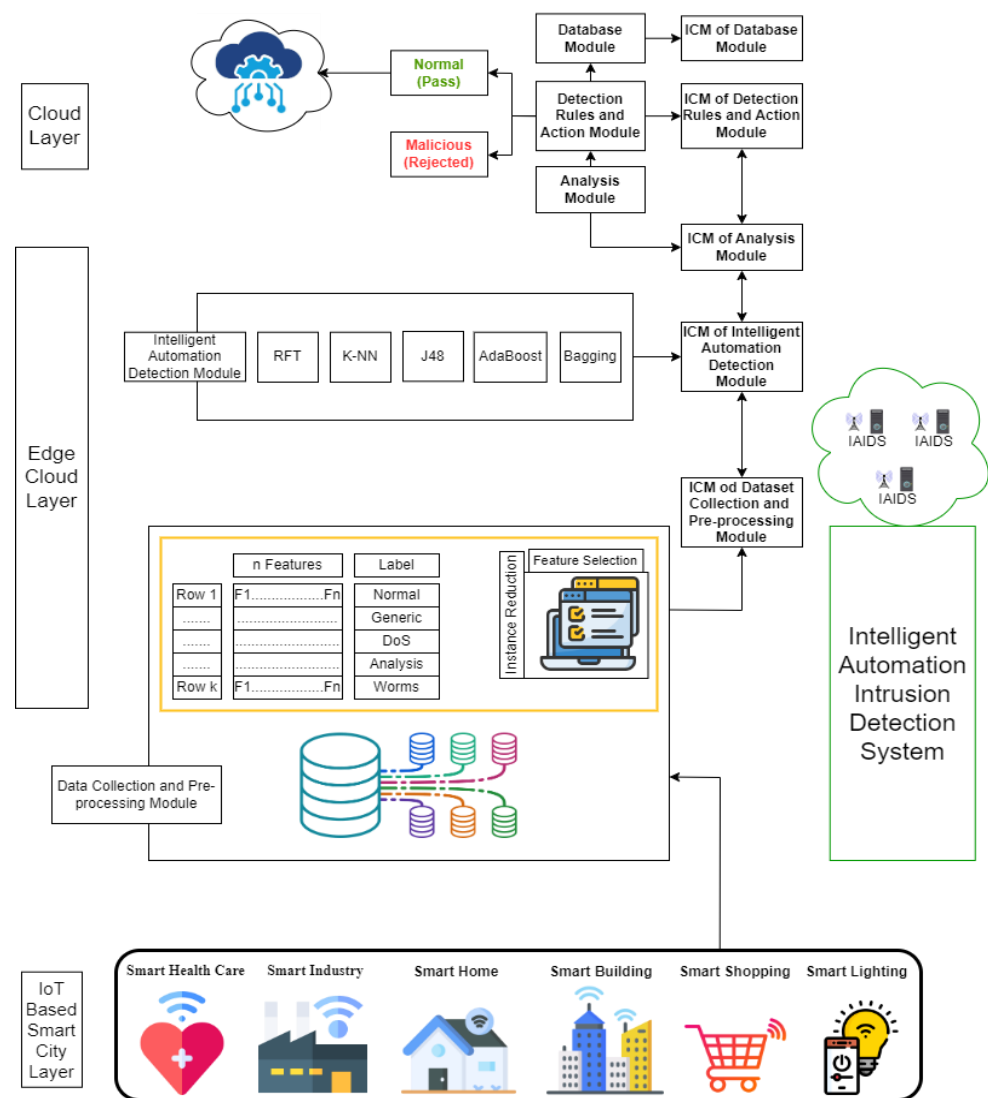 Database
Module
ICM of Database
Module
Normal
(Pass)
Cloud
Layer
Detection
Rules and
Action Module
ICM of Detection
Rules and Action
Module
Malicious
(Rejected)
Analysis
Module
ICM of Analysis
Module
Edge
Cloud
Layer
Intelligent
Automation
Detection Module
RFT
K-NN
J48
AdaBoost
Bagging
ICM of Intelligent
Automation
Detection
Module
IAIDS
IAIDS
IAIDS
ICM od Dataset
Collection and
Pre-processing
Module
n Features
Label
Row 1
F1..................Fn
Normal
.......
.........................
Generic
.......
.........................
DoS
.......
.........................
Analysis
Row k
F1..................Fn
Worms
Instance Reduction
Feature Selection
Intelligent
Automation
Intrusion
Detection
System
Data Collection and Pre-
processing Module
IoT
Based
Smart
City
Layer
Smart Health Care
Smart Industry
Smart Home
Smart Building
Smart Shopping
Smart Lighting